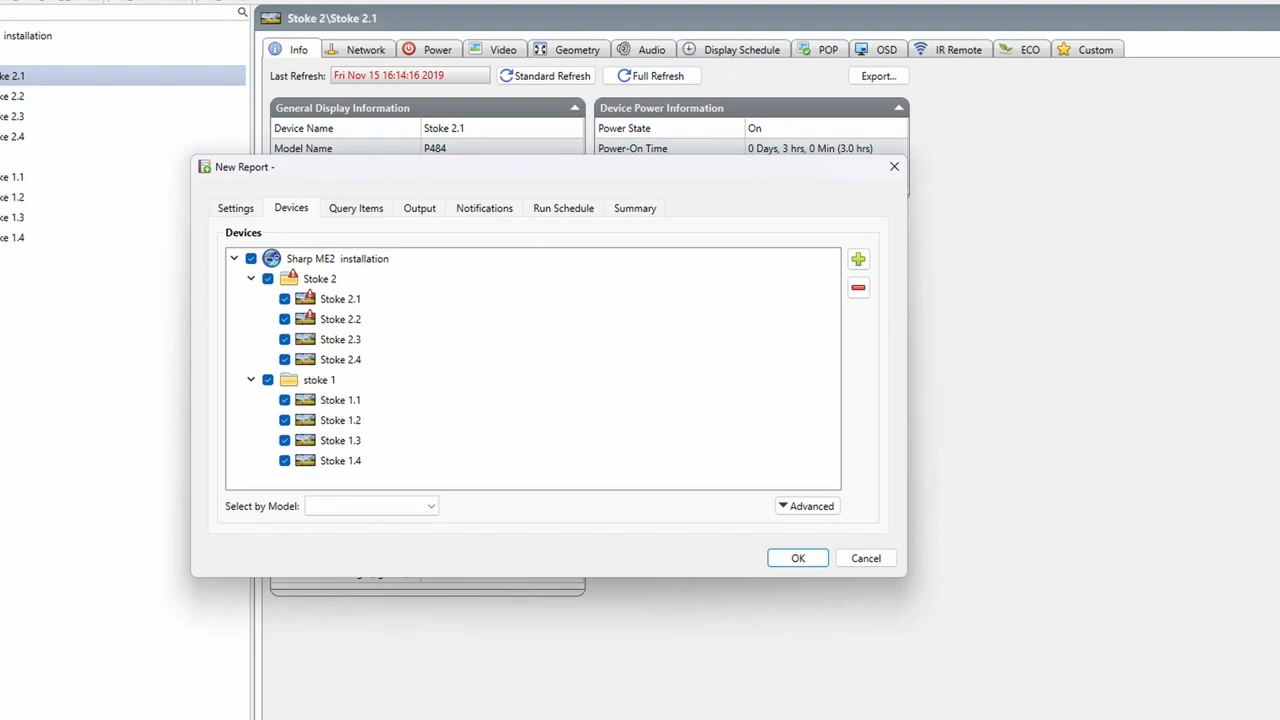 Stoke 2\Stoke 2.1
installation
ke 2.1
ke 2.2
ke 2.3
ke 2.4
ke 1.1
ke 1.2
ke 1.3
ke 1.4
Info Network Power Video Geometry Audio Display Schedule POP OSD IR Remote ECO Custom
Last Refresh: Fri Nov 15 16:14:16 2019 Standard Refresh Full Refresh Export...
General Display Information Device Power Information
Device Name Stoke 2.1 Power State On
Model Name P484 Power-On Time 0 Days, 3 hrs, 0 Min (3.0 hrs)
New Report -
Settings Devices Query Items Output Notifications Run Schedule Summary
Devices
Sharp ME2 installation
Stoke 2
Stoke 2.1
Stoke 2.2
Stoke 2.3
Stoke 2.4
stoke 1
Stoke 1.1
Stoke 1.2
Stoke 1.3
Stoke 1.4
Select by Model: Advanced
OK Cancel